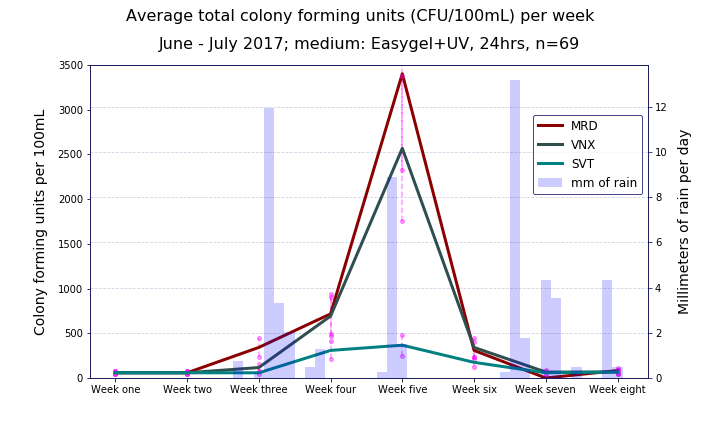 Average total colony forming units (CFU/100mL) per week
June - July 2017; medium: Easygel+UV, 24hrs, n=69
Colony forming units per 100mL
3500
3000
2500
2000
1500
1000
500
0
Week one
Week two
Week three
Week four
Week five
Week six
Week seven
Week eight
MRD
VNX
SVT
mm of rain
12
10
8
6
4
2
0
Millimeters of rain per day